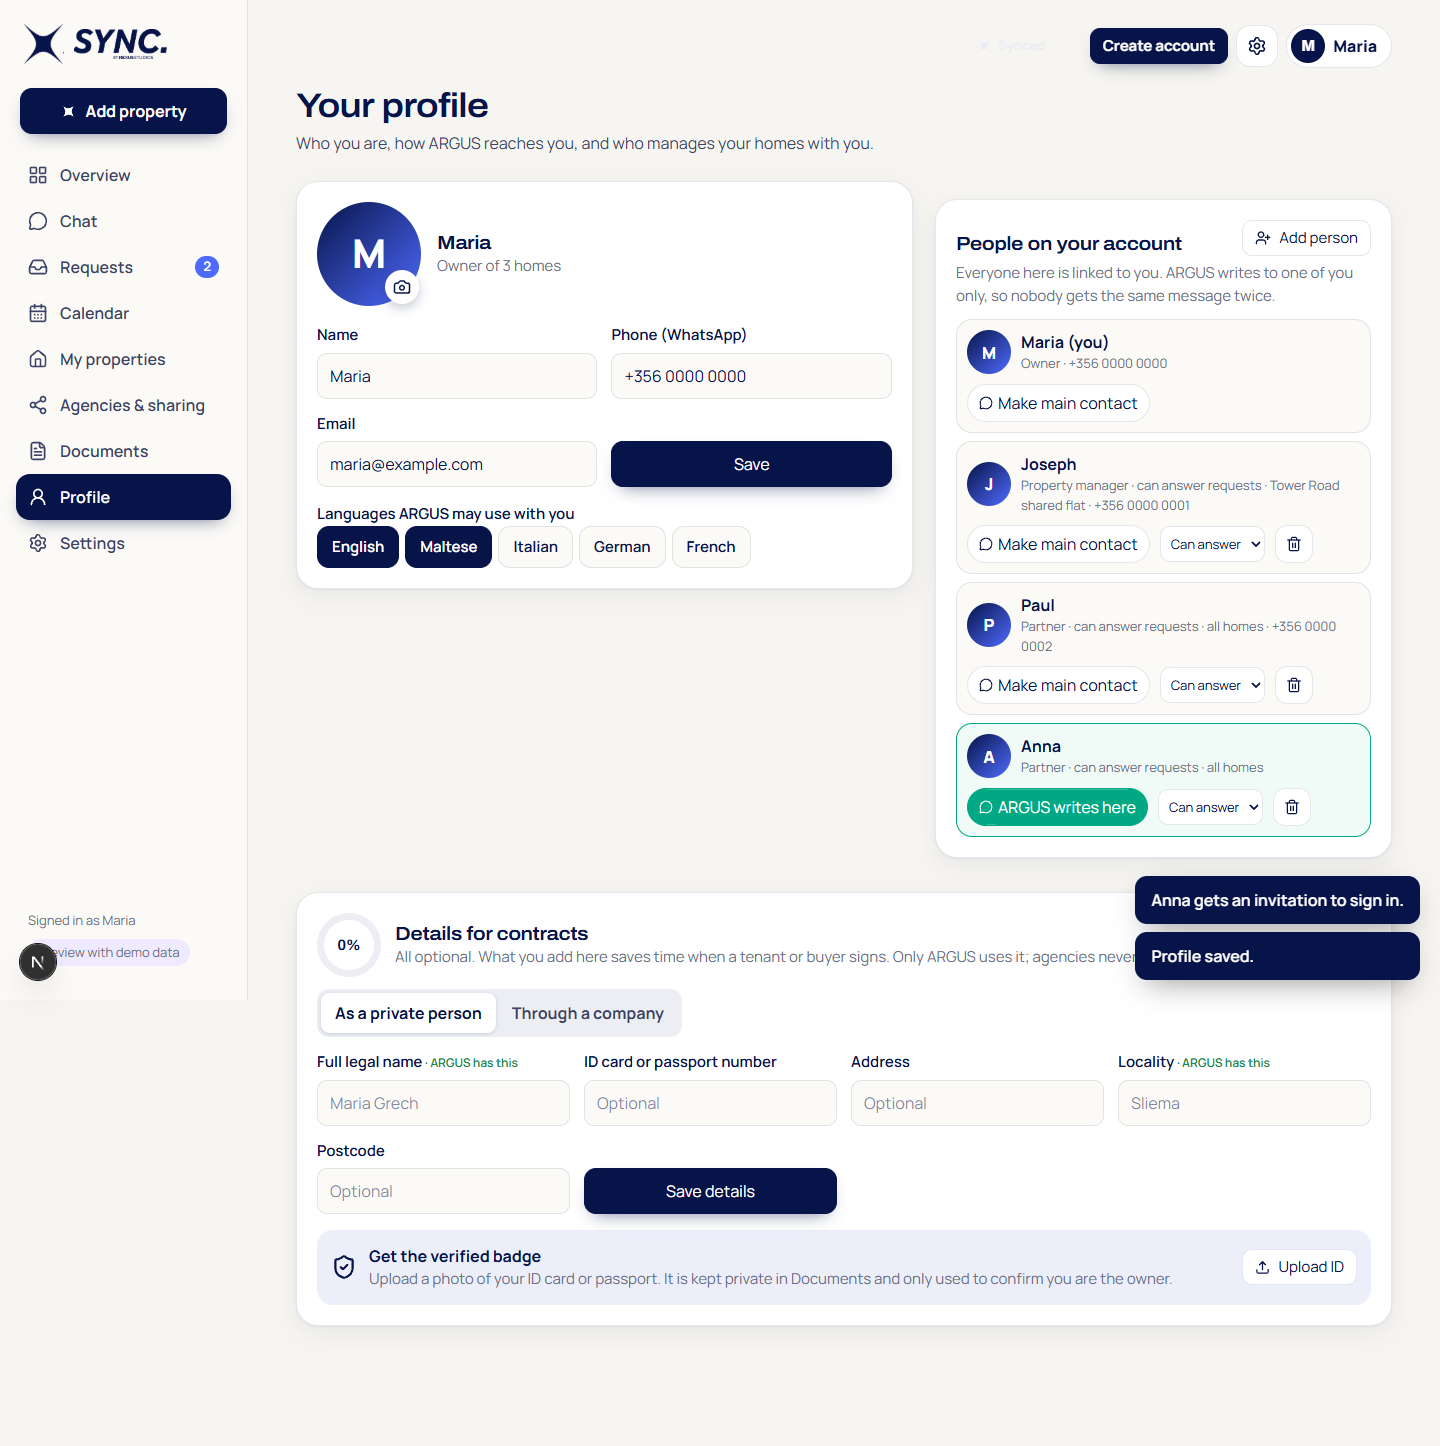 SYNC.
Add property
Overview
Chat
Requests 2
Calendar
My properties
Agencies & sharing
Documents
Profile
Settings
Signed in as Maria
view with demo data
N
Synced
Create account
M Maria
Your profile
Who you are, how ARGUS reaches you, and who manages your homes with you.
M
Maria
Owner of 3 homes
Name
Maria
Phone (WhatsApp)
+356 0000 0000
Email
maria@example.com
Save
Languages ARGUS may use with you
English Maltese Italian German French
People on your account
Add person
Everyone here is linked to you. ARGUS writes to one of you
only, so nobody gets the same message twice.
M
Maria (you)
Owner · +356 0000 0000
Make main contact
J
Joseph
Property manager · can answer requests · Tower Road
shared flat · +356 0000 0001
Make main contact Can answer
P
Paul
Partner · can answer requests · all homes · +356 0000
0002
Make main contact Can answer
A
Anna
Partner · can answer requests · all homes
ARGUS writes here Can answer
Anna gets an invitation to sign in.
Profile saved.
0%
Details for contracts
All optional. What you add here saves time when a tenant or buyer signs. Only ARGUS uses it; agencies never
As a private person Through a company
Full legal name · ARGUS has this
Maria Grech
ID card or passport number
Optional
Address
Optional
Locality · ARGUS has this
Sliema
Postcode
Optional
Save details
Get the verified badge
Upload a photo of your ID card or passport. It is kept private in Documents and only used to confirm you are the owner.
Upload ID